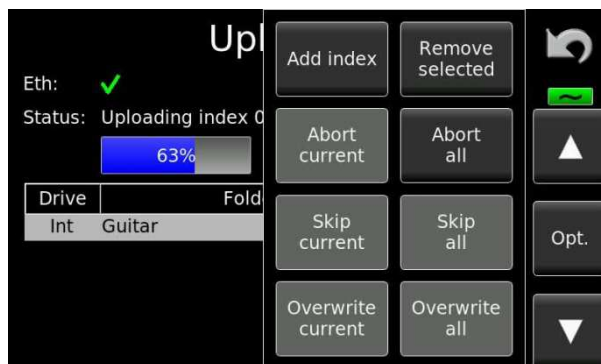 Upl
Eth:
Status: Uploading index 0
63%
Drive Fold
Int Guitar
Add index
Remove
selected
Abort
current
Abort
all
Skip
current
Skip
all
Overwrite
current
Overwrite
all
Opt.